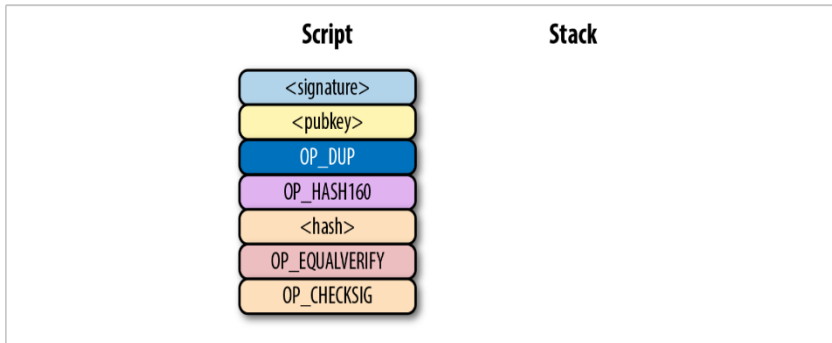 Script Stack
<signature>
<pubkey>
OP_DUP
OP_HASH160
<hash>
OP_EQUALVERIFY
OP_CHECKSIG